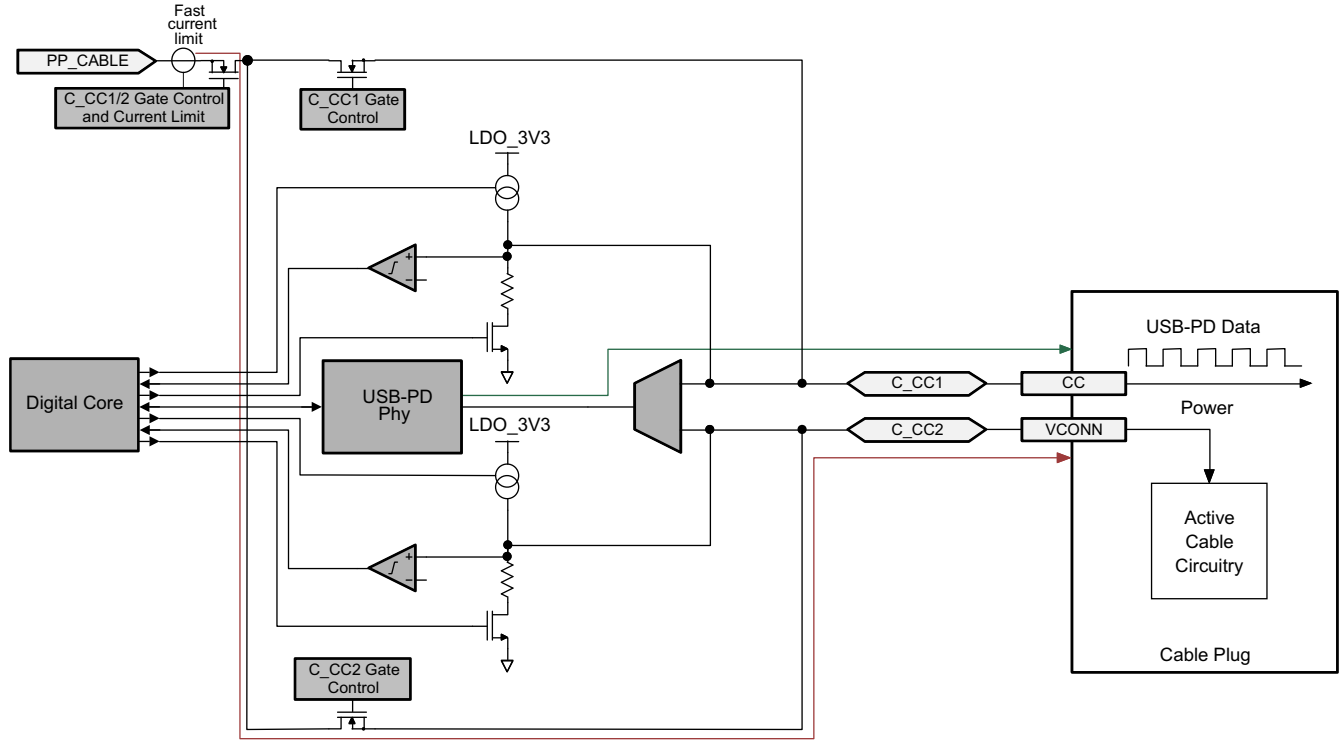 Fast
current
limit
PP_CABLE
C_CC1/2 Gate Control
and Current Limit
C_CC1 Gate
Control
LDO_3V3
+
−
Digital Core
USB-PD
Phy
LDO_3V3
+
−
C_CC2 Gate
Control
C_CC1
C_CC2
CC
VCONN
USB-PD Data
Power
Active
Cable
Circuitry
Cable Plug